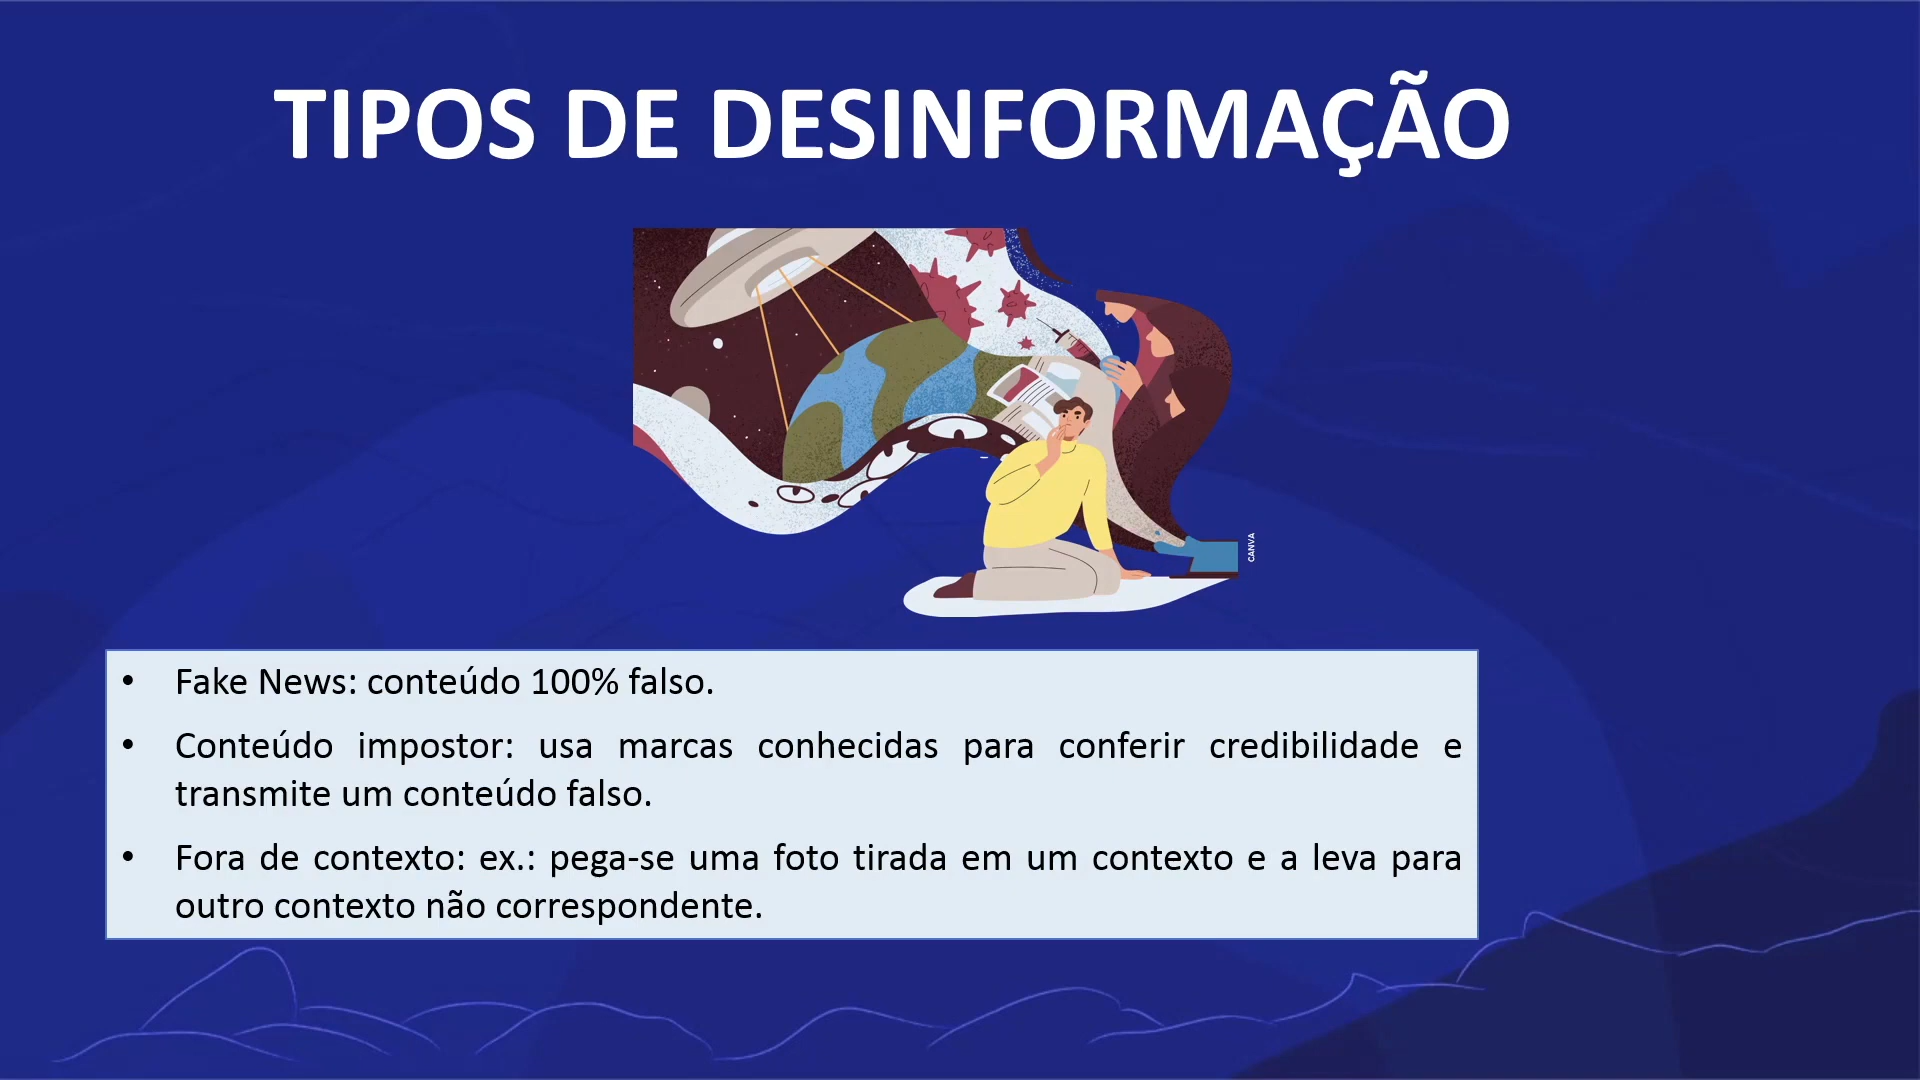 TIPOS DE DESINFORMAÇÃO
CANVA
• Fake News: conteúdo 100% falso.
• Conteúdo impostor: usa marcas conhecidas para conferir credibilidade e
transmite um conteúdo falso.
• Fora de contexto: ex.: pega-se uma foto tirada em um contexto e a leva para
outro contexto não correspondente.